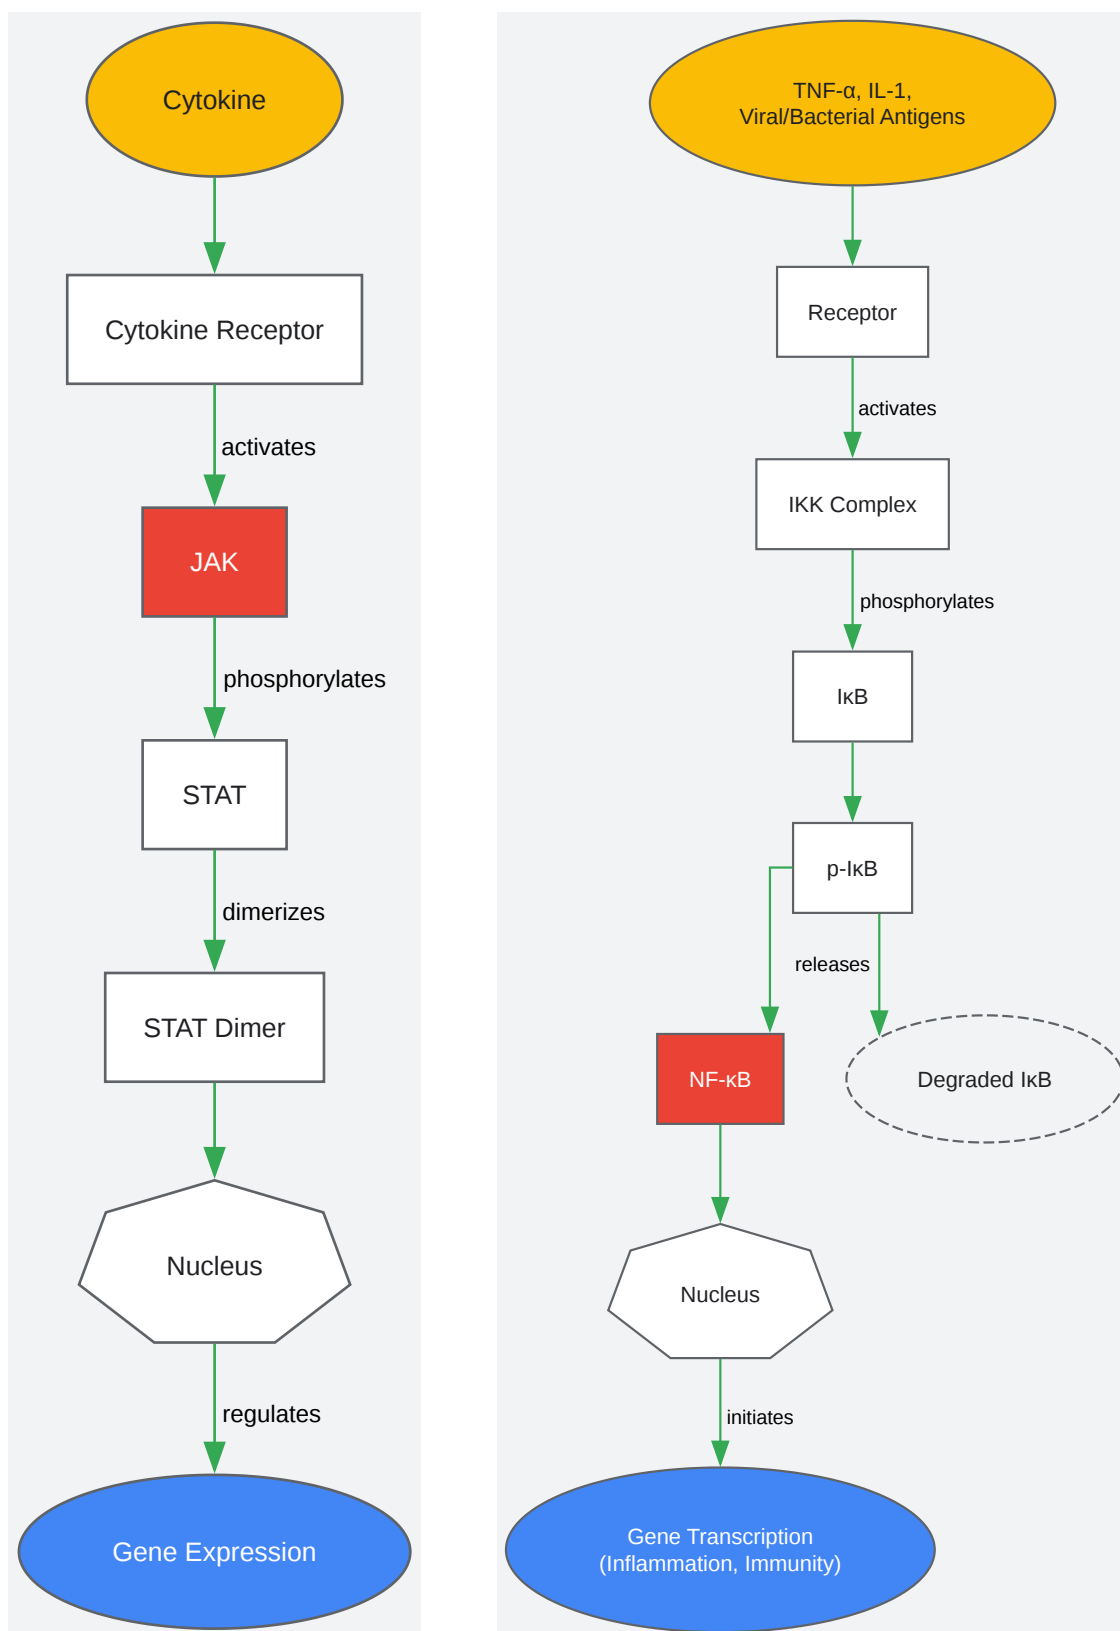 Cytokine
Cytokine Receptor
activates
JAK
phosphorylates
STAT
dimerizes
STAT Dimer
Nucleus
regulates
Gene Expression
TNF-α, IL-1,
Viral/Bacterial Antigens
Receptor
activates
IKK Complex
phosphorylates
IκB
p-IκB
releases
NF-κB
Degraded IκB
Nucleus
initiates
Gene Transcription
(Inflammation, Immunity)